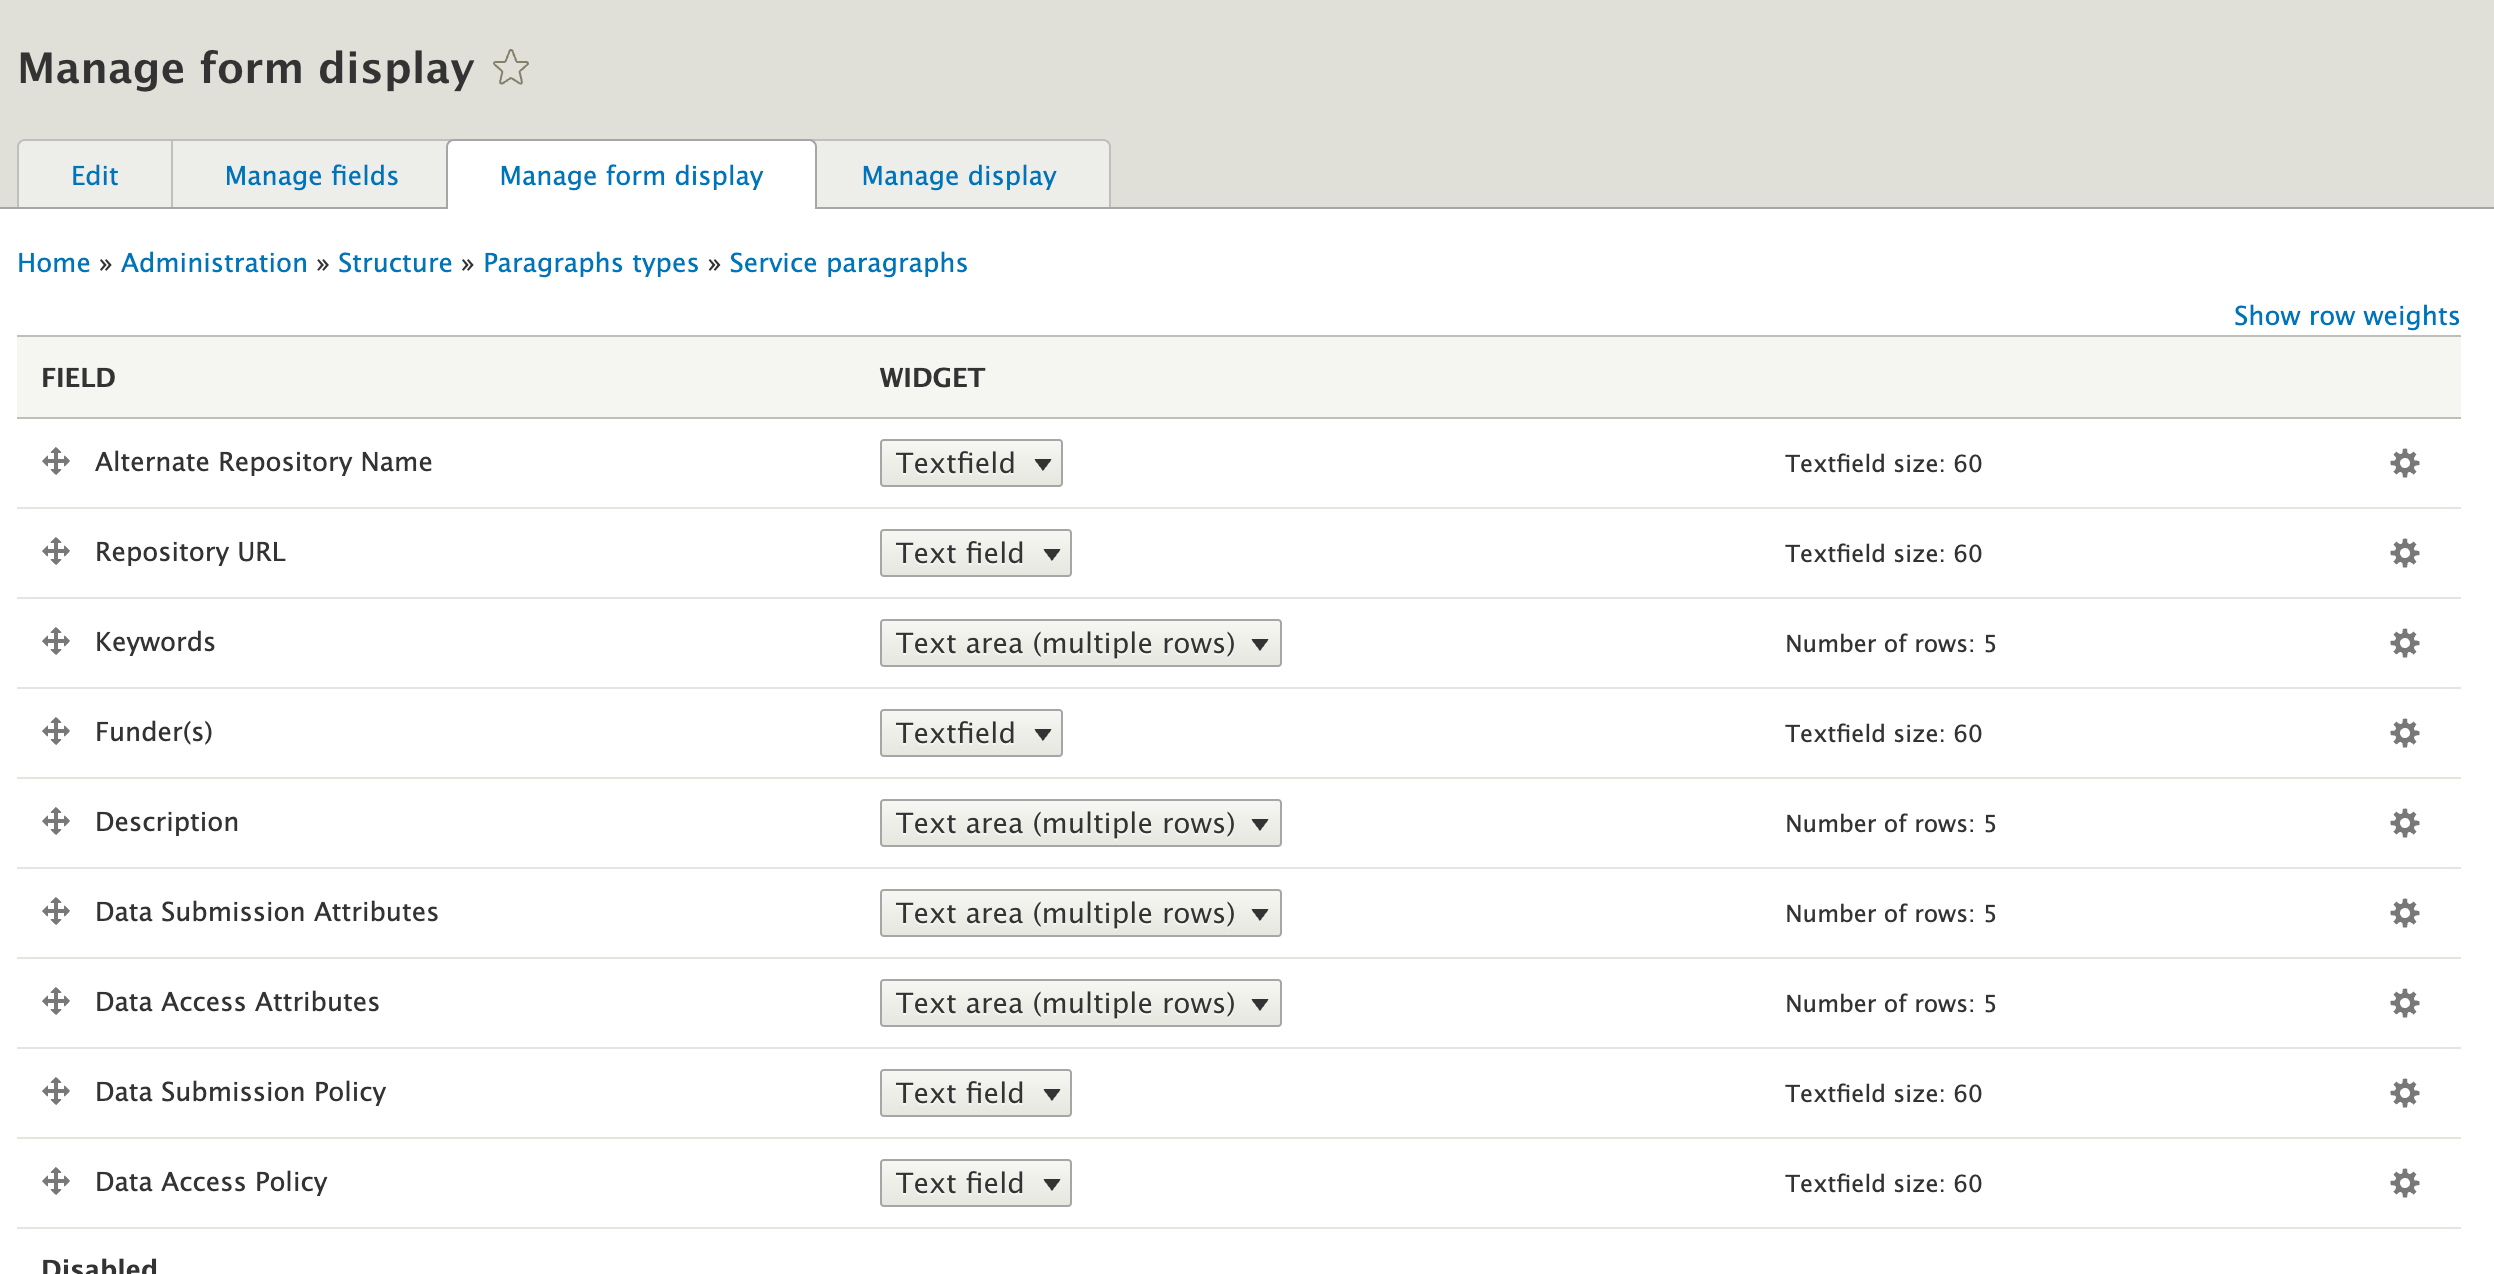 Manage form display
Edit Manage fields Manage form display Manage display
Home » Administration » Structure » Paragraphs types » Service paragraphs
Show row weights
FIELD WIDGET
Alternate Repository Name Textfield Textfield size: 60
Repository URL Text field Textfield size: 60
Keywords Text area (multiple rows) Number of rows: 5
Funder(s) Textfield Textfield size: 60
Description Text area (multiple rows) Number of rows: 5
Data Submission Attributes Text area (multiple rows) Number of rows: 5
Data Access Attributes Text area (multiple rows) Number of rows: 5
Data Submission Policy Text field Textfield size: 60
Data Access Policy Text field Textfield size: 60
Disabled